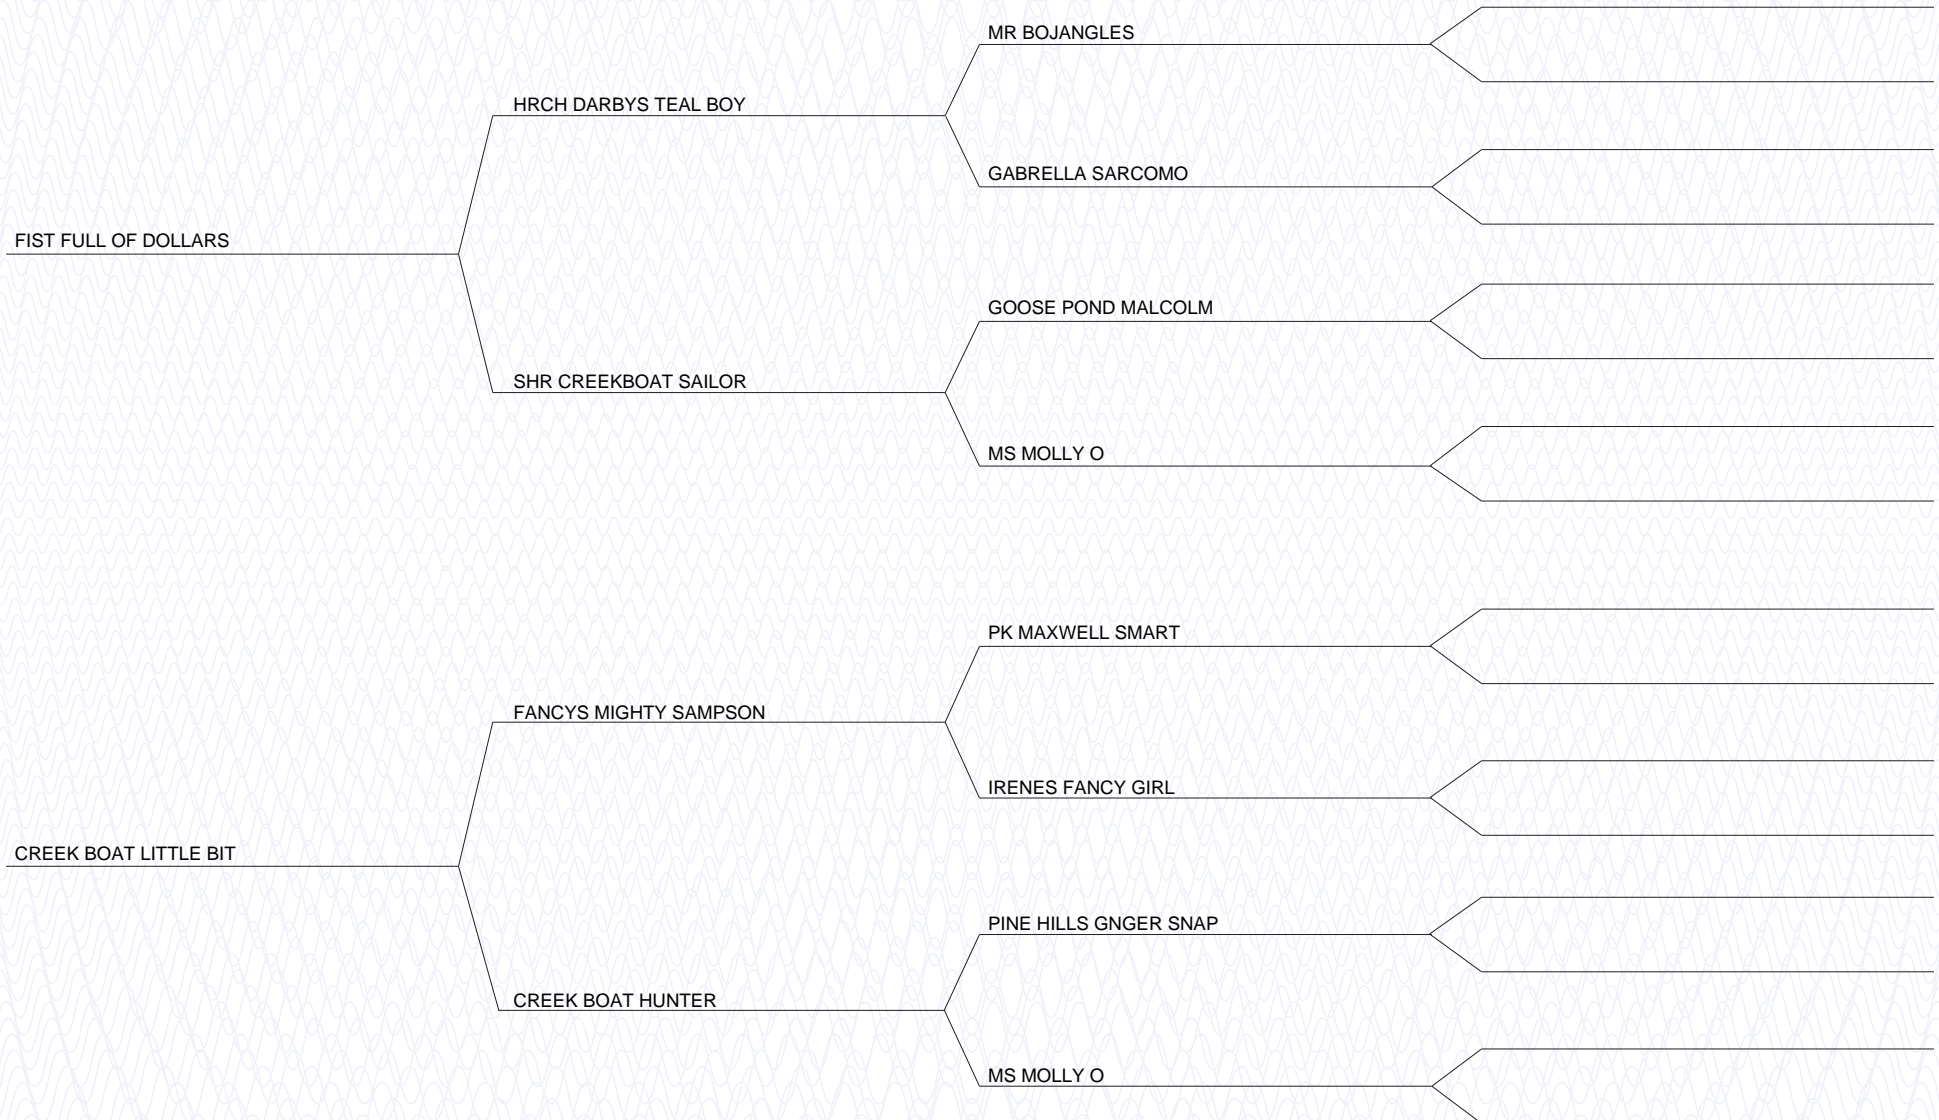 MR BOJANGLES
HRCH DARBYS TEAL BOY
GABRELLA SARCOMO
FIST FULL OF DOLLARS
GOOSE POND MALCOLM
SHR CREEKBOAT SAILOR
MS MOLLY O
PK MAXWELL SMART
FANCYS MIGHTY SAMPSON
IRENES FANCY GIRL
CREEK BOAT LITTLE BIT
PINE HILLS GNGER SNAP
CREEK BOAT HUNTER
MS MOLLY O